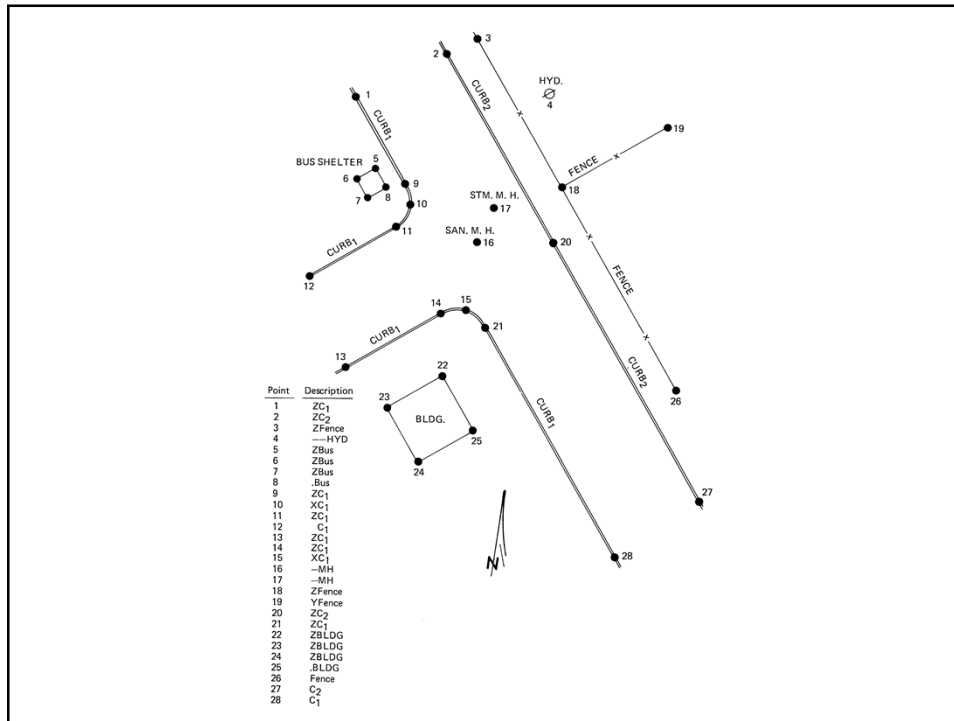 3
2
HYD.
4
1
CURB2
CURB1
19
BUS SHELTER
5
x
x
FENCE
6
9
8
18
7
STM. M. H.
10
17
11
SAN. M. H.
x
CURB1
16
20
12
FENCE
14
15
21
x
CURB1
13
CURB2
22
26
23
BLDG.
CURB1
25
24
27
N
28
Point Description
1 ZC1
2 ZC2
3 ZFence
4 ——HYD
5 ZBus
6 ZBus
7 ZBus
8 .Bus
9 ZC1
10 XC1
11 ZC1
12 C1
13 ZC1
14 ZC1
15 XC1
16 —MH
17 —MH
18 ZFence
19 YFence
20 ZC2
21 ZC1
22 ZBLDG
23 ZBLDG
24 ZBLDG
25 .BLDG
26 Fence
27 C2
28 C1